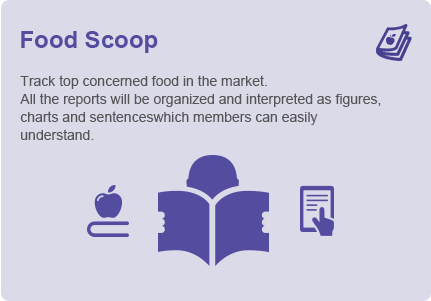 Food Scoop
Track top concerned food in the market.
All the reports will be organized and interpreted as figures,
charts and sentenceswhich members can easily
understand.